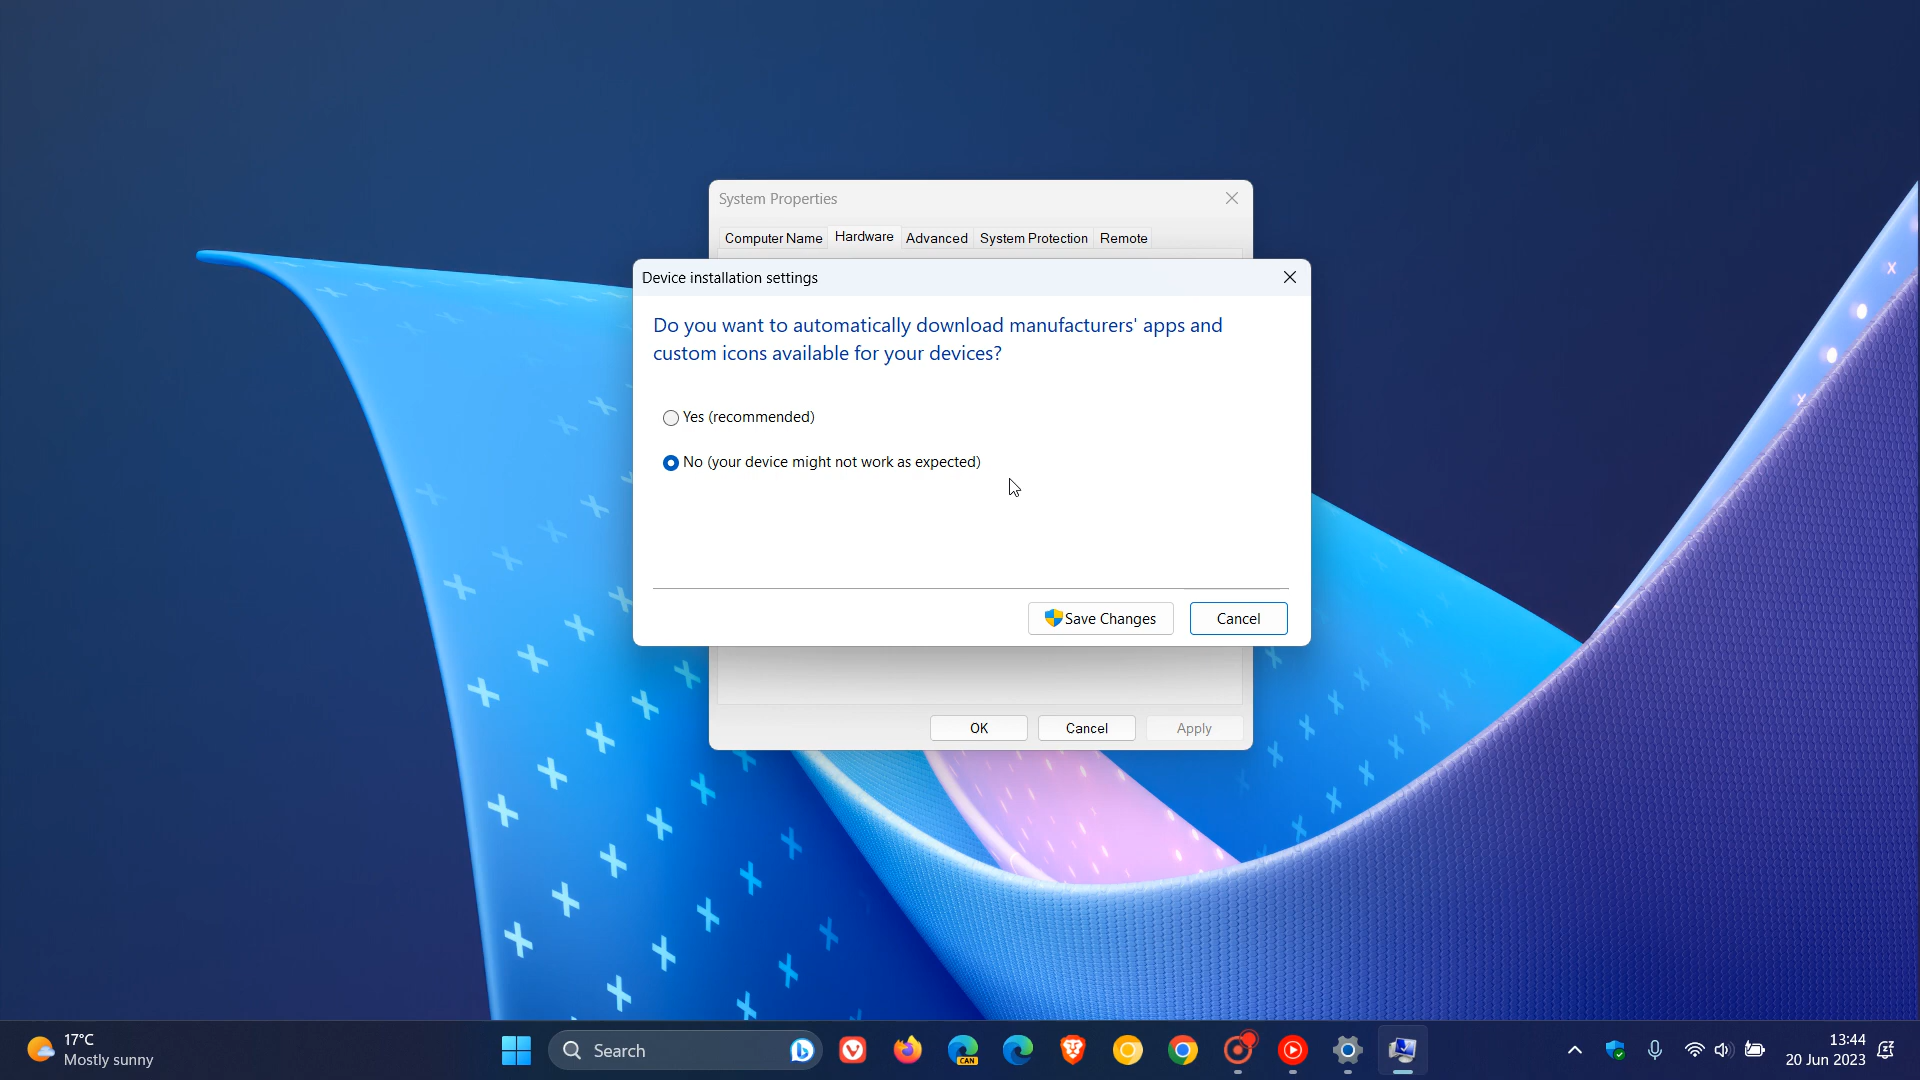 System Properties
Computer Name Hardware Advanced System Protection Remote
Device installation settings
Do you want to automatically download manufacturers' apps and
custom icons available for your devices?
Yes (recommended)
No (your device might not work as expected)
Save Changes Cancel
OK Cancel Apply
17°C
Mostly sunny
Search
CAN
13:44
20 Jun 2023